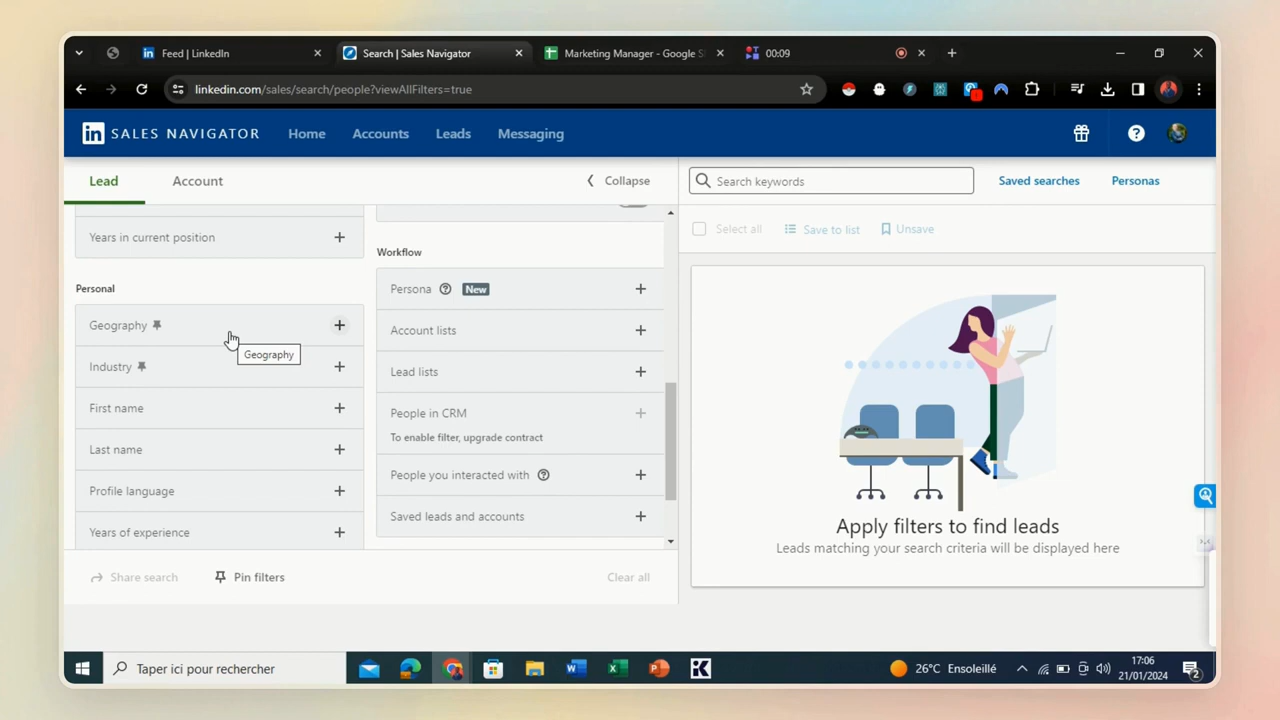 Feed | LinkedIn
Search | Sales Navigator
Marketing Manager - Google S
00:09
linkedin.com/sales/search/people?viewAllFilters=true
in SALES NAVIGATOR
Home
Accounts
Leads
Messaging
Lead
Account
Collapse
Search keywords
Saved searches
Personas
Select all
Save to list
Unsave
Years in current position
Personal
Geography
Geography
Industry
First name
Last name
Profile language
Years of experience
Workflow
Persona
New
Account lists
Lead lists
People in CRM
To enable filter, upgrade contract
People you interacted with
Saved leads and accounts
Apply filters to find leads
Leads matching your search criteria will be displayed here
Share search
Pin filters
Clear all
Taper ici pour rechercher
26°C Ensoleillé
17:06
21/01/2024
2